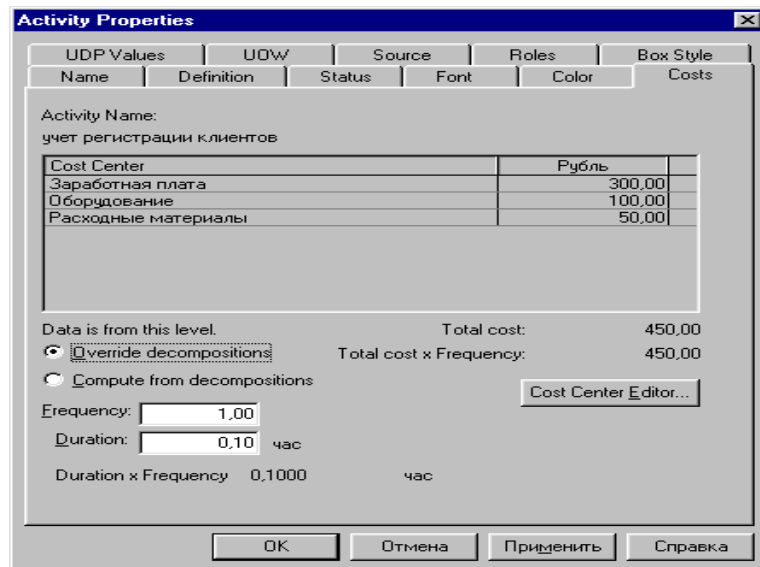 Activity Properties
UDP Values UOW Source Roles Box Style
Name Definition Status Font Color Costs
Activity Name:
учет регистрации клиентов
Cost Center Рубль
Заработная плата 300,00
Оборудование 100,00
Расходные материалы 50,00
Data is from this level. Total cost: 450,00
Override decompositions Total cost x Frequency: 450,00
Compute from decompositions
Cost Center Editor...
Frequency: 1,00
Duration: 0,10 час
Duration x Frequency 0,1000 час
OK Отмена Применить Справка